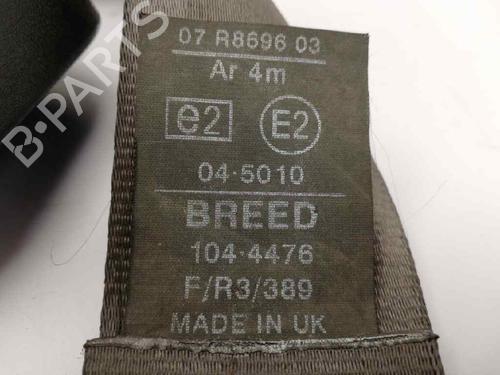 07 R8696 03
Ar 4m
e2 E2
04·5010
BREED
104·4476
F/R3/389
MADE IN UK
B-PARTS